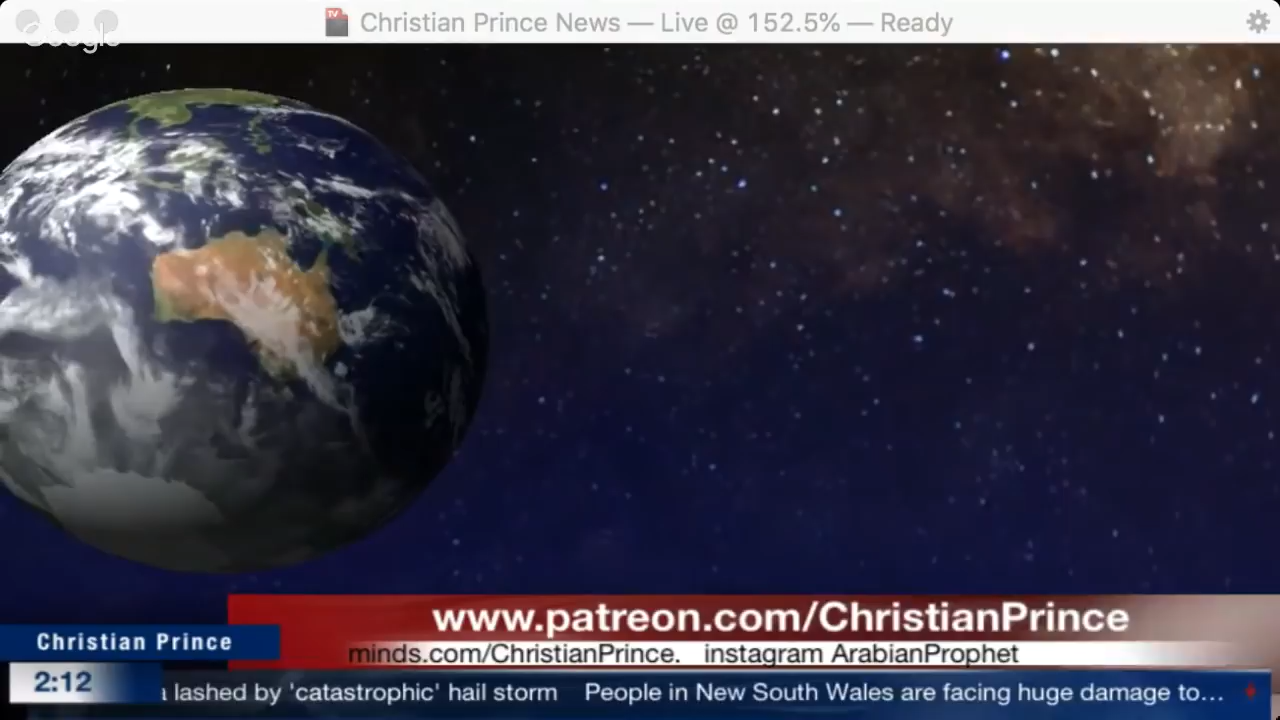 Christian Prince News — Live @ 152.5% — Ready
Google
www.patreon.com/ChristianPrince
Christian Prince
minds.com/ChristianPrince. instagram ArabianProphet
2:12
lashed by 'catastrophic' hail storm People in New South Wales are facing huge damage to...